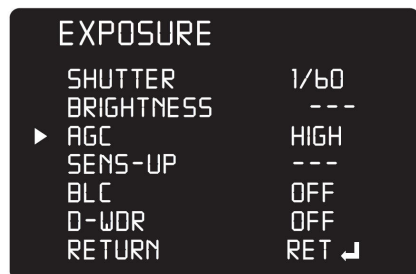 EXPOSURE
SHUTTER 1/60
BRIGHTNESS ---
▶ AGC HIGH
SENS-UP ---
BLC OFF
D-WDR OFF
RETURN RET ↵